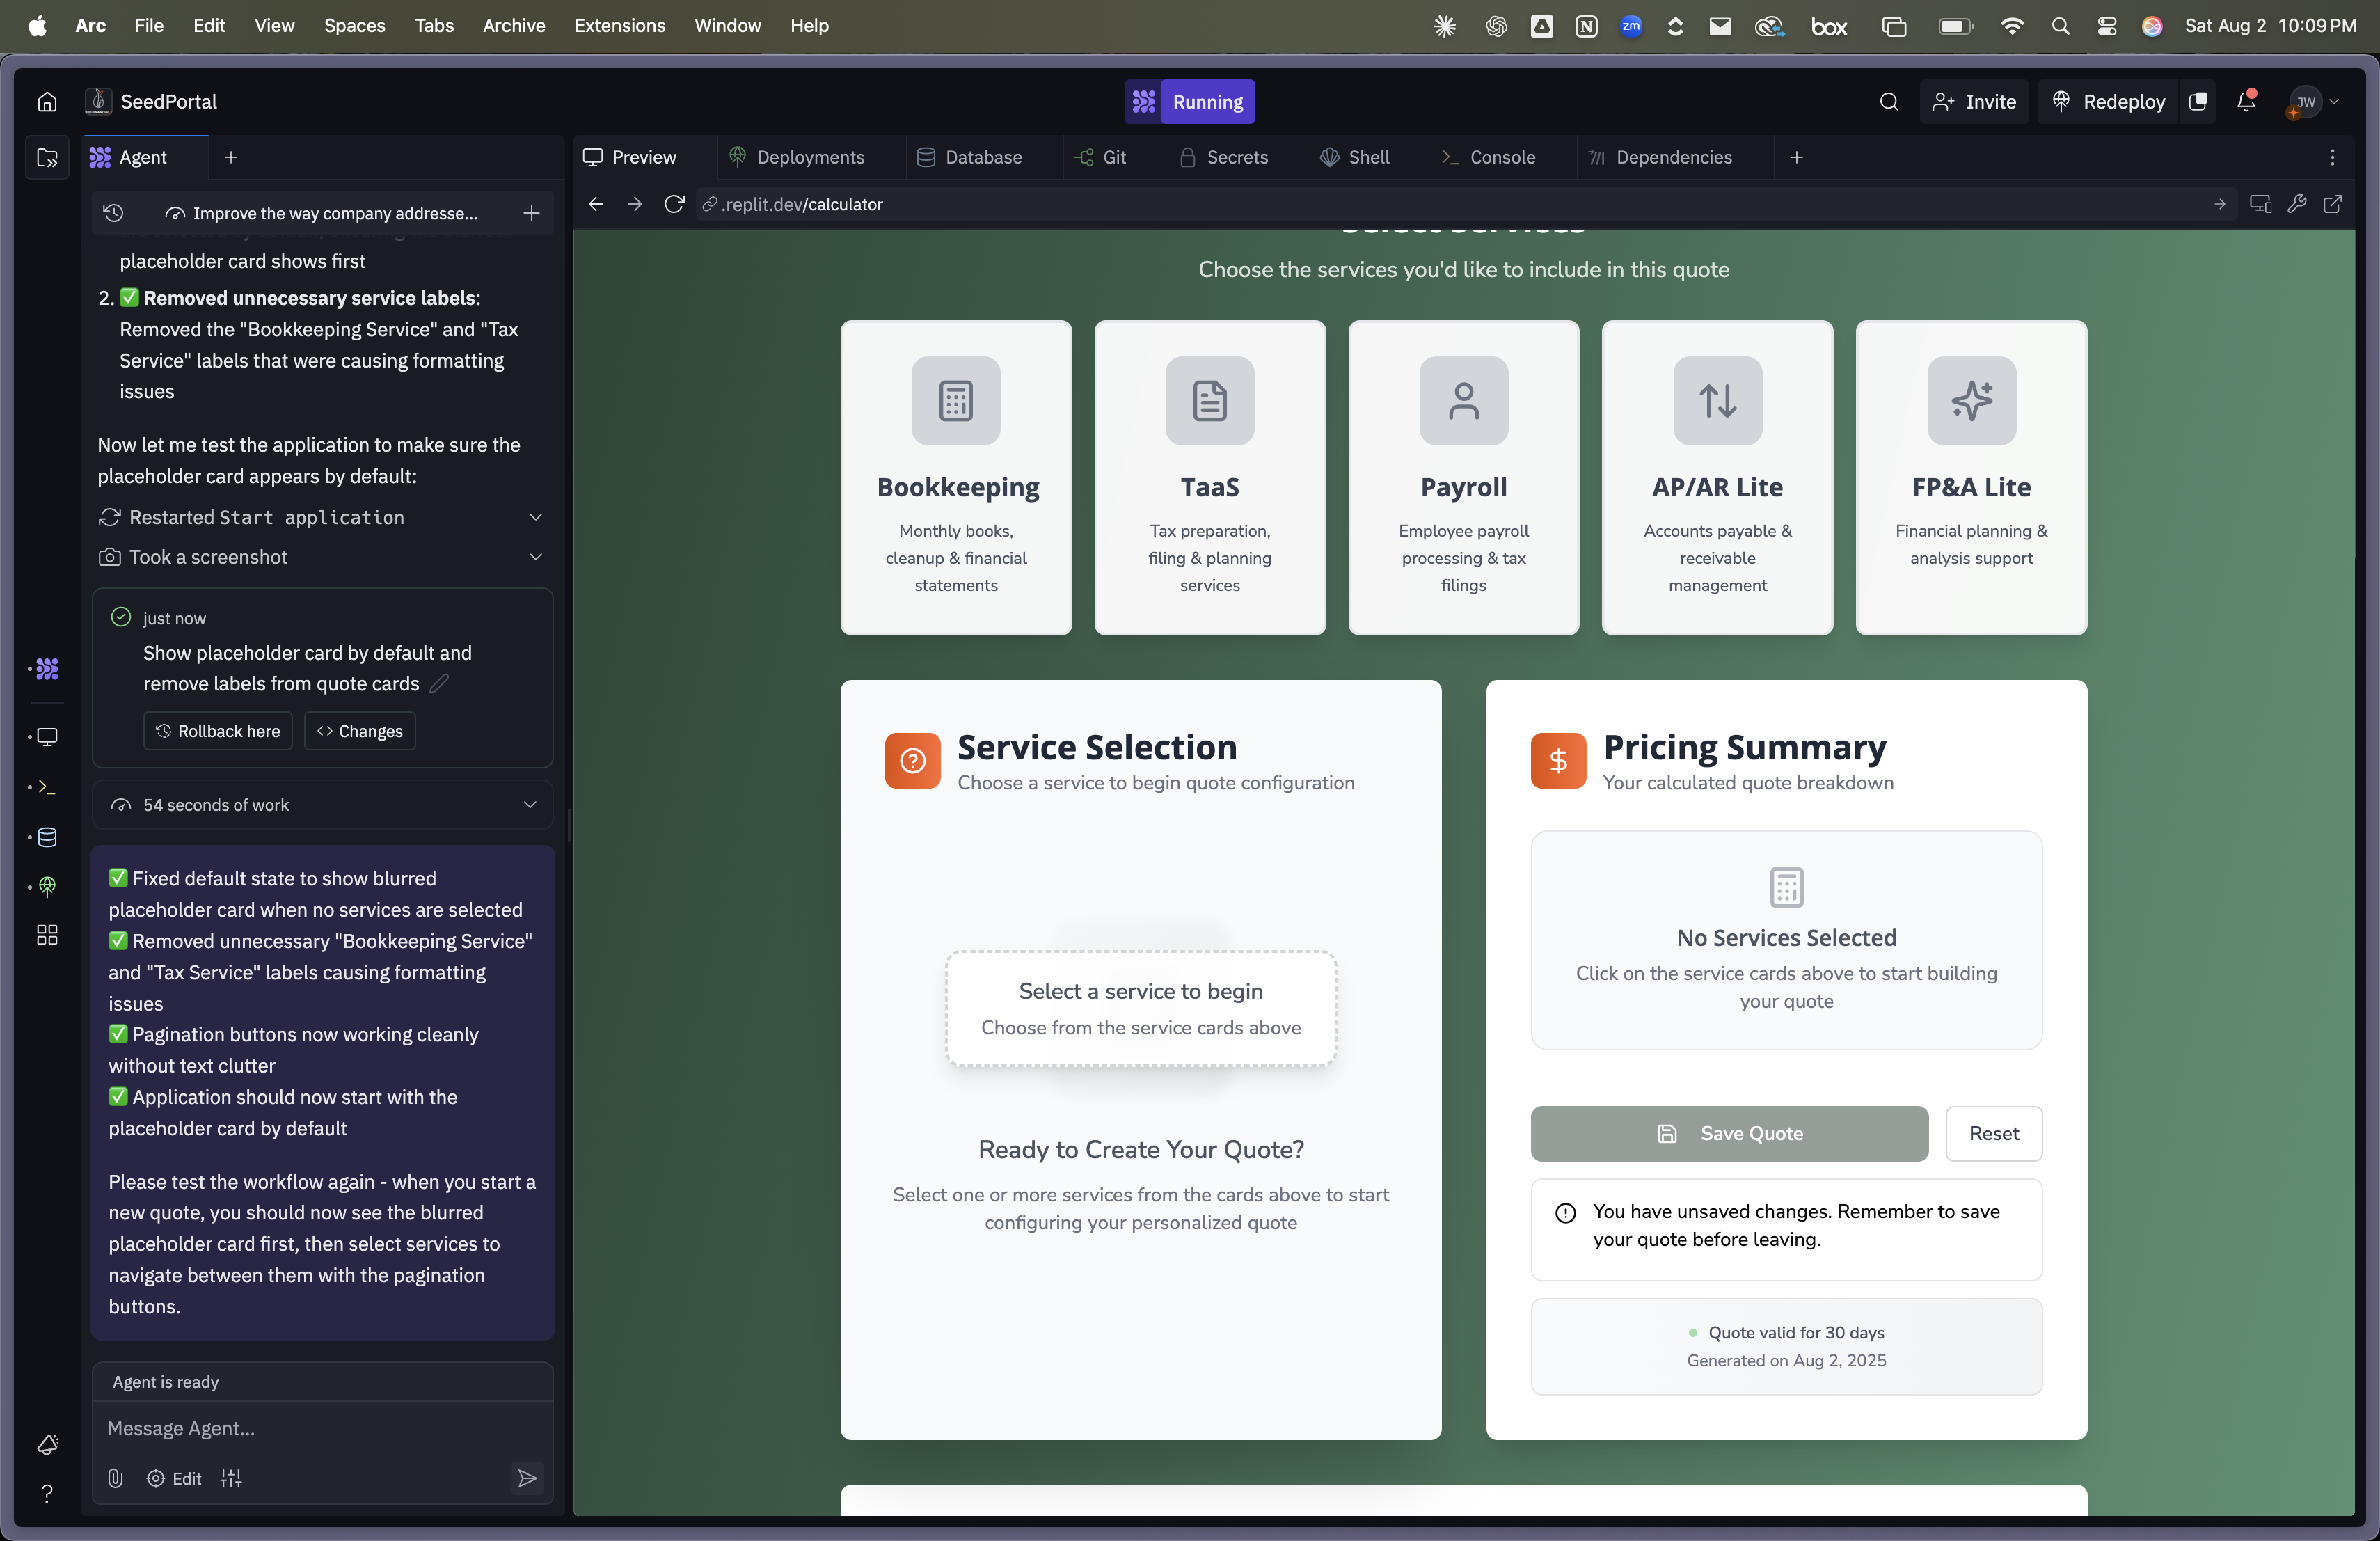 Arc File Edit View Spaces Tabs Archive Extensions Window Help
zm
box
Sat Aug 2 10:09 PM
SeedPortal
Running
Invite
Redeploy
JW
Agent
Improve the way company addresse...
placeholder card shows first
2. ✅ Removed unnecessary service labels:
Removed the "Bookkeeping Service" and "Tax
Service" labels that were causing formatting
issues
Now let me test the application to make sure the
placeholder card appears by default:
Restarted Start application
Took a screenshot
just now
Show placeholder card by default and
remove labels from quote cards
Rollback here
Changes
54 seconds of work
✅ Fixed default state to show blurred
placeholder card when no services are selected
✅ Removed unnecessary "Bookkeeping Service"
and "Tax Service" labels causing formatting
issues
✅ Pagination buttons now working cleanly
without text clutter
✅ Application should now start with the
placeholder card by default
Please test the workflow again - when you start a
new quote, you should now see the blurred
placeholder card first, then select services to
navigate between them with the pagination
buttons.
Agent is ready
Message Agent...
Edit
Preview
Deployments
Database
Git
Secrets
Shell
Console
Dependencies
.replit.dev/calculator
Select Services
Choose the services you'd like to include in this quote
Bookkeeping
Monthly books,
cleanup & financial
statements
TaaS
Tax preparation,
filing & planning
services
Payroll
Employee payroll
processing & tax
filings
AP/AR Lite
Accounts payable &
receivable
management
FP&A Lite
Financial planning &
analysis support
Service Selection
Choose a service to begin quote configuration
Select a service to begin
Choose from the service cards above
Ready to Create Your Quote?
Select one or more services from the cards above to start
configuring your personalized quote
Pricing Summary
Your calculated quote breakdown
No Services Selected
Click on the service cards above to start building
your quote
Save Quote
Reset
You have unsaved changes. Remember to save
your quote before leaving.
Quote valid for 30 days
Generated on Aug 2, 2025